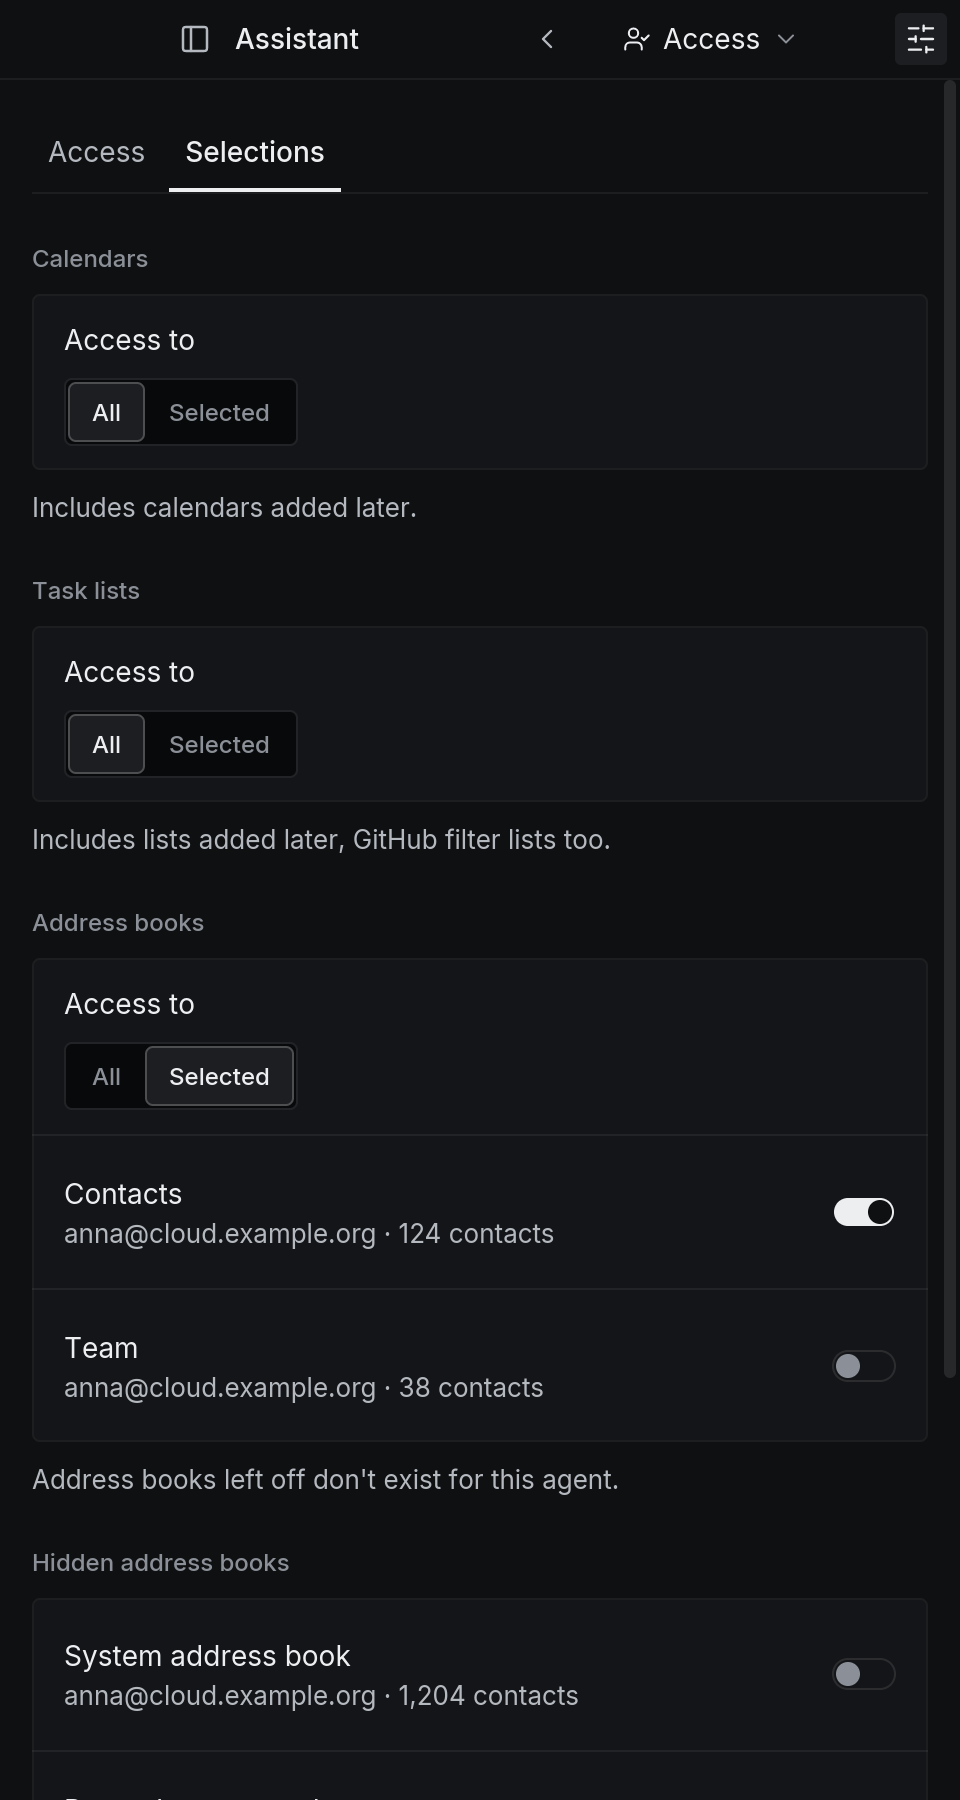 Assistant
Access
Access
Selections
Calendars
Access to
All
Selected
Includes calendars added later.
Task lists
Access to
All
Selected
Includes lists added later, GitHub filter lists too.
Address books
Access to
All
Selected
Contacts
anna@cloud.example.org · 124 contacts
Team
anna@cloud.example.org · 38 contacts
Address books left off don't exist for this agent.
Hidden address books
System address book
anna@cloud.example.org · 1,204 contacts